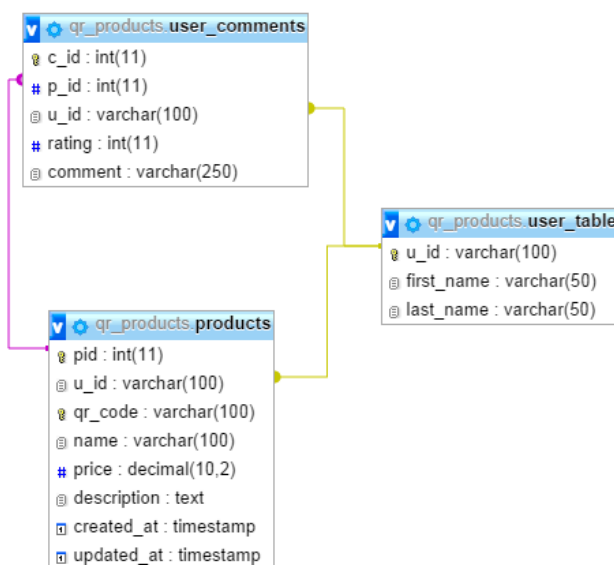 qr_products.user_comments
c_id : int(11)
# p_id : int(11)
u_id : varchar(100)
# rating : int(11)
comment : varchar(250)
qr_products.user_table
u_id : varchar(100)
first_name : varchar(50)
last_name : varchar(50)
qr_products.products
pid : int(11)
u_id : varchar(100)
qr_code : varchar(100)
name : varchar(100)
# price : decimal(10,2)
description : text
created_at : timestamp
updated_at : timestamp